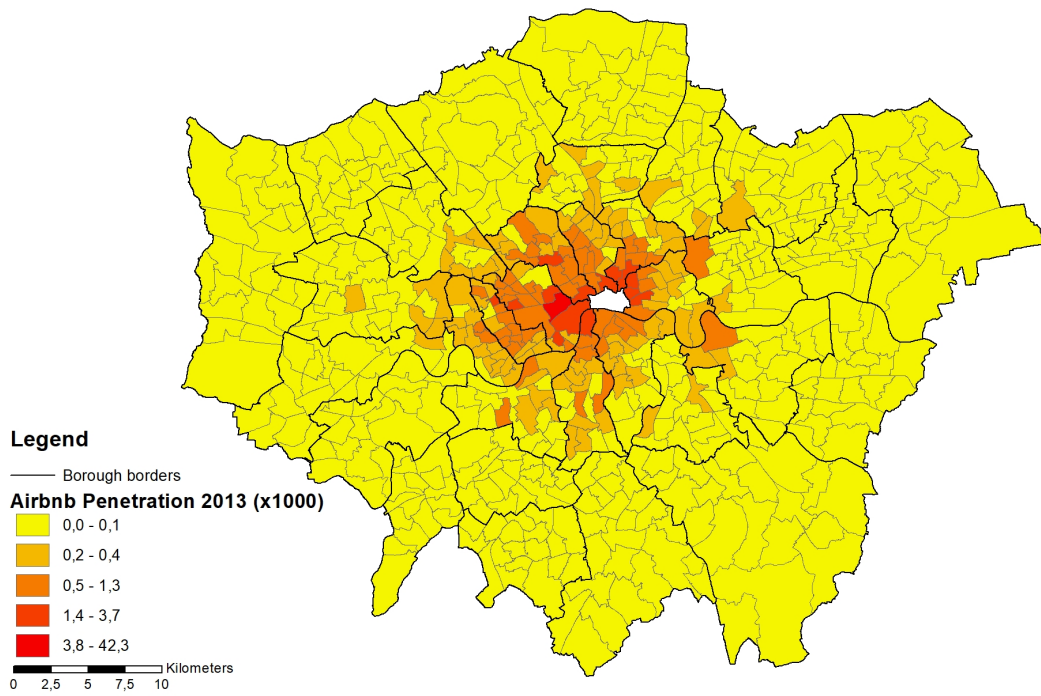 Legend
Borough borders
Airbnb Penetration 2013 (x1000)
0,0 - 0,1
0,2 - 0,4
0,5 - 1,3
1,4 - 3,7
3,8 - 42,3
Kilometers
0 2,5 5 7,5 10